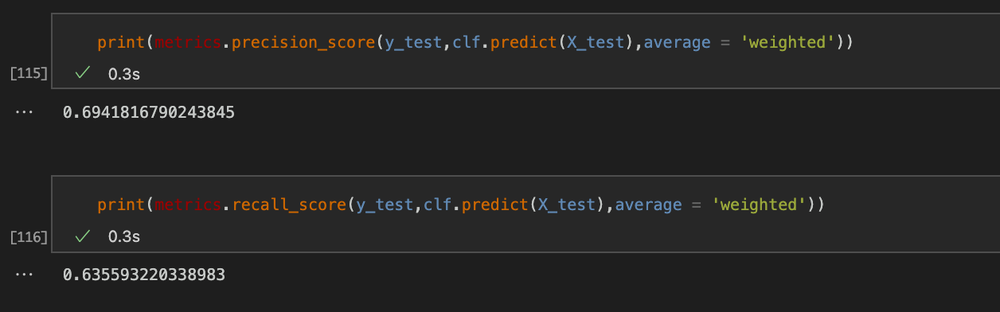 print(metrics.precision_score(y_test,clf.predict(X_test),average = 'weighted'))
[115] ✓ 0.3s
... 0.6941816790243845
print(metrics.recall_score(y_test,clf.predict(X_test),average = 'weighted'))
[116] ✓ 0.3s
... 0.635593220338983